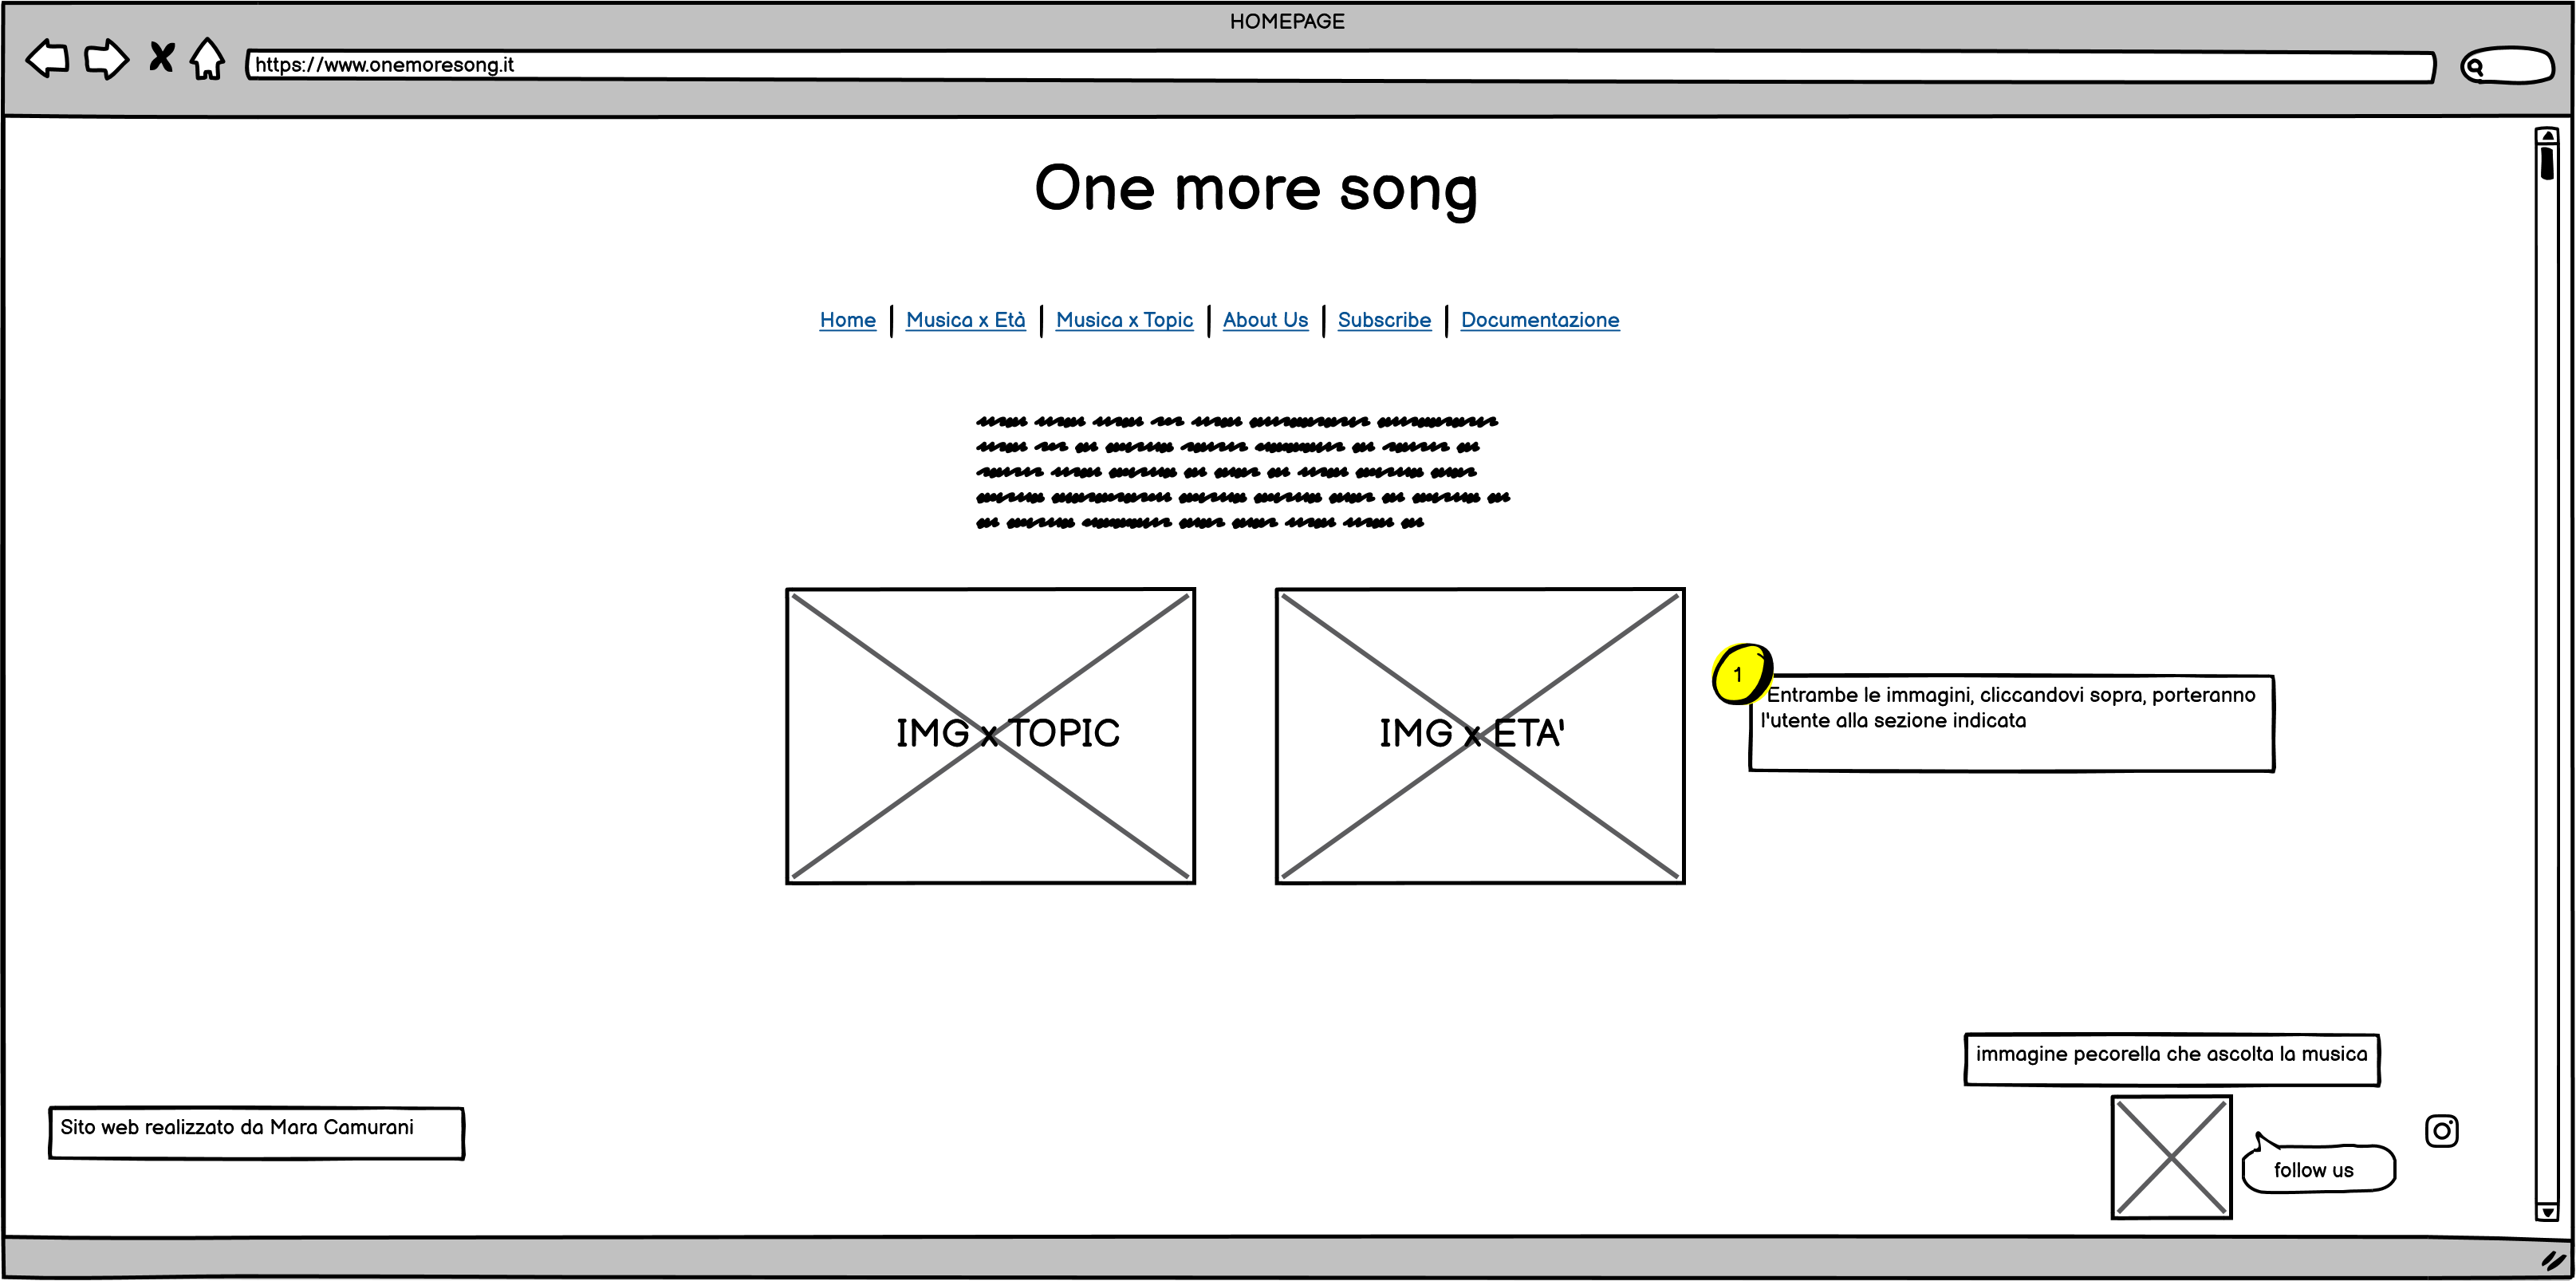 HOMEPAGE
https://www.onemoresong.it
One more song
Home | Musica x Età | Musica x Topic | About Us | Subscribe | Documentazione
IMG x TOPIC
IMG x ETA'
1
Entrambe le immagini, cliccandovi sopra, porteranno
l'utente alla sezione indicata
immagine pecorella che ascolta la musica
Sito web realizzato da Mara Camurani
follow us